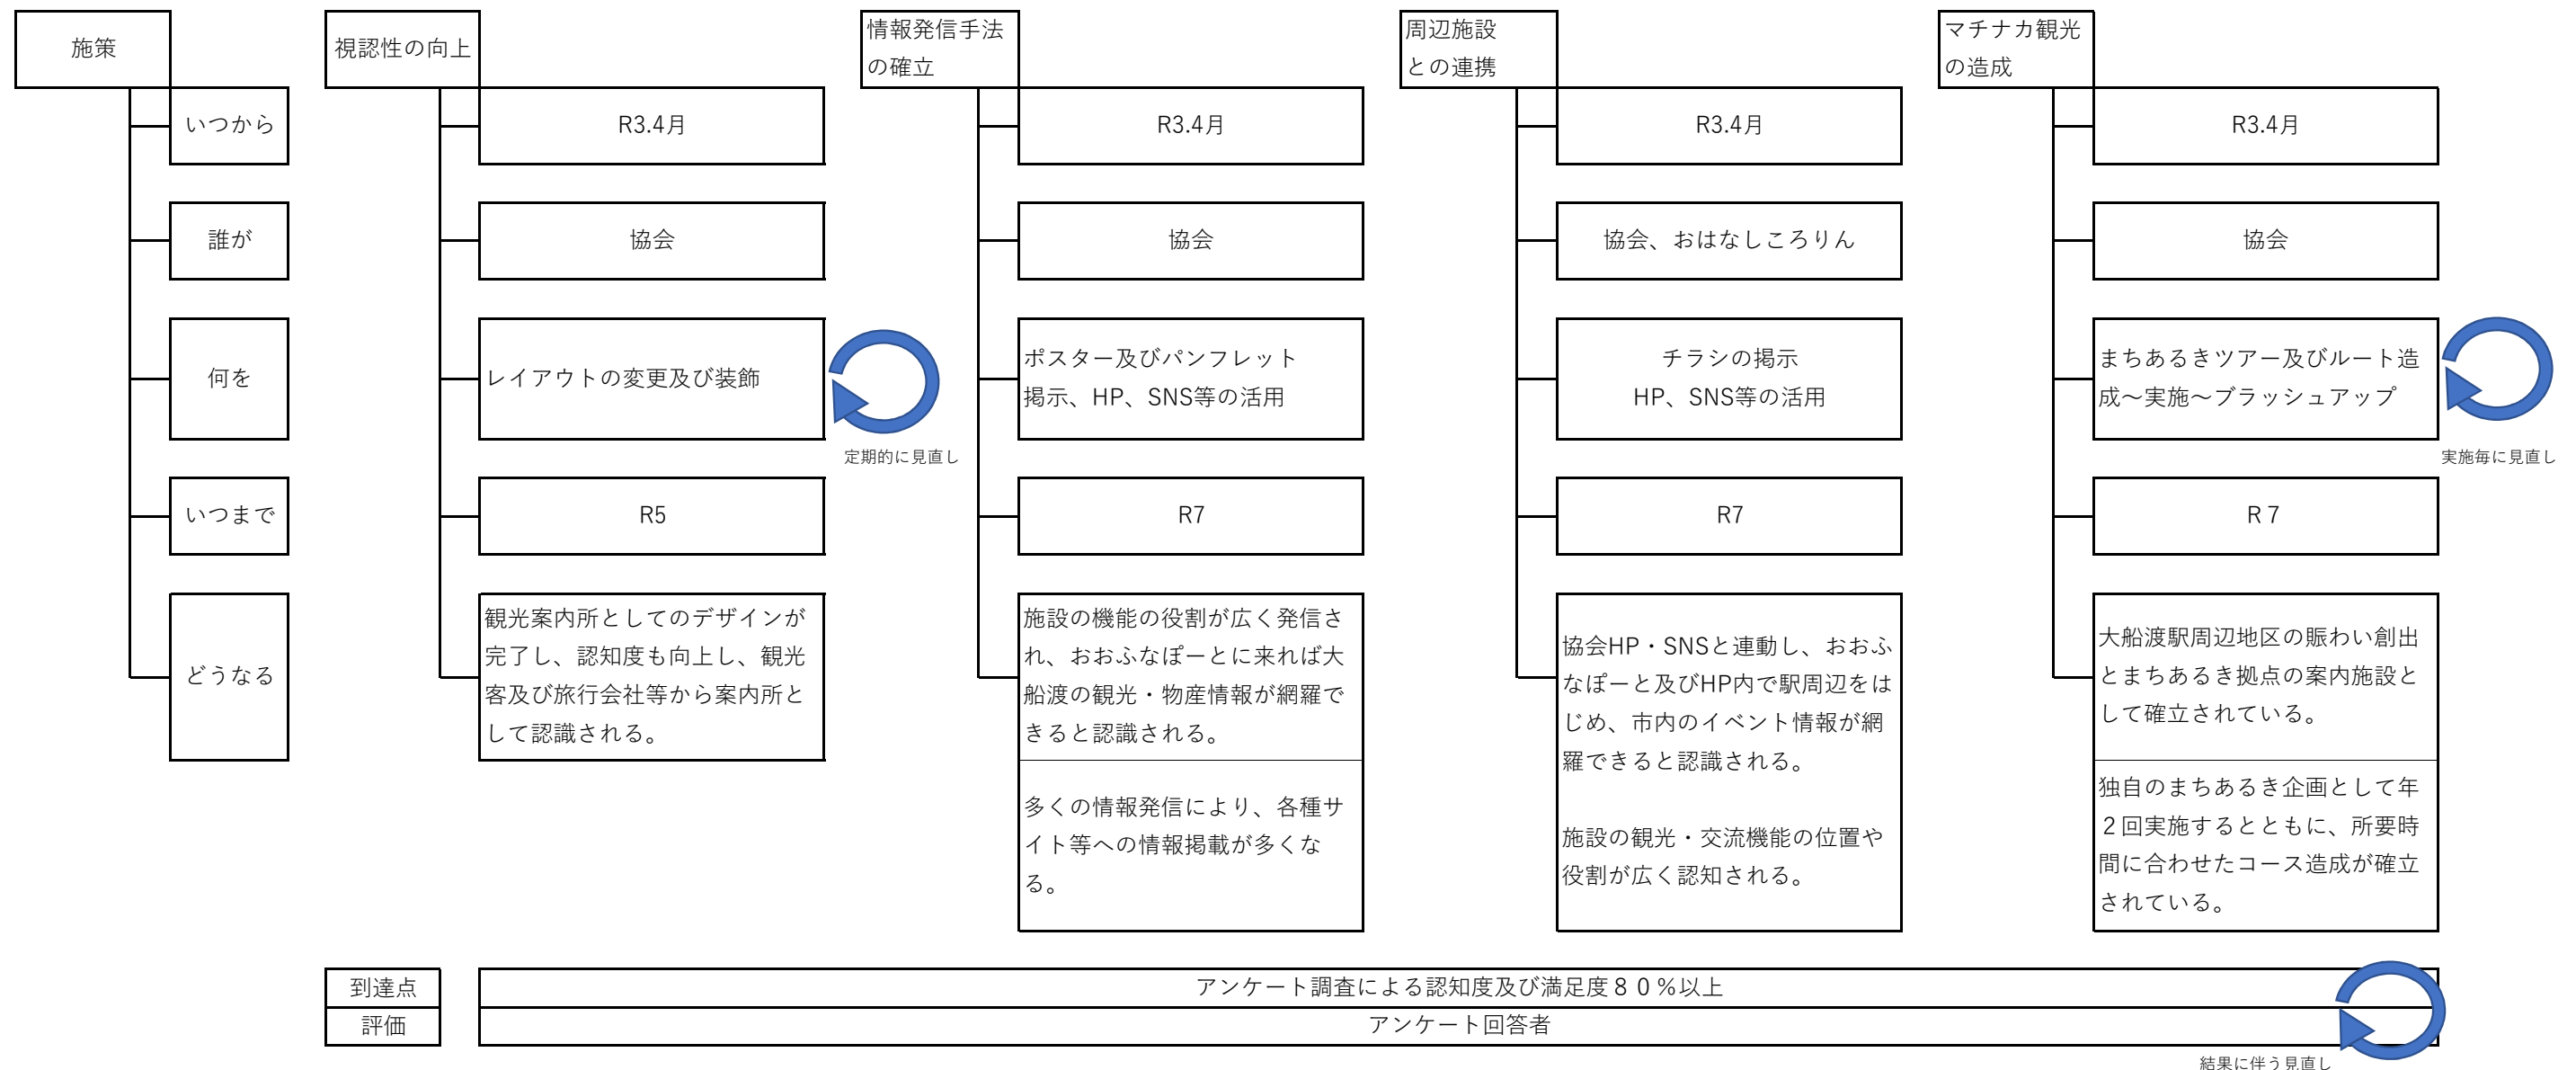 施策
いつから
誰が
何を
いつまで
どうなる
視認性の向上
R3.4月
協会
レイアウトの変更及び装飾
定期的に見直し
R5
観光案内所としてのデザインが
完了し、認知度も向上し、観光
客及び旅行会社等から案内所と
して認識される。
情報発信手法
の確立
R3.4月
協会
ポスター及びパンフレット
掲示、HP、SNS等の活用
R7
施設の機能の役割が広く発信さ
れ、おおふなぽーとに来れば大
船渡の観光・物産情報が網羅で
きると認識される。
多くの情報発信により、各種サ
イト等への情報掲載が多くな
る。
周辺施設
との連携
R3.4月
協会、おはなしころりん
チラシの掲示
HP、SNS等の活用
R7
協会HP・SNSと連動し、おおふ
なぽーと及びHP内で駅周辺をは
じめ、市内のイベント情報が網
羅できると認識される。
施設の観光・交流機能の位置や
役割が広く認知される。
マチナカ観光
の造成
R3.4月
協会
まちあるきツアー及びルート造
成～実施～ブラッシュアップ
実施毎に見直し
R７
大船渡駅周辺地区の賑わい創出
とまちあるき拠点の案内施設と
して確立されている。
独自のまちあるき企画として年
２回実施するとともに、所要時
間に合わせたコース造成が確立
されている。
到達点
アンケート調査による認知度及び満足度８０％以上
評価
アンケート回答者
結果に伴う見直し